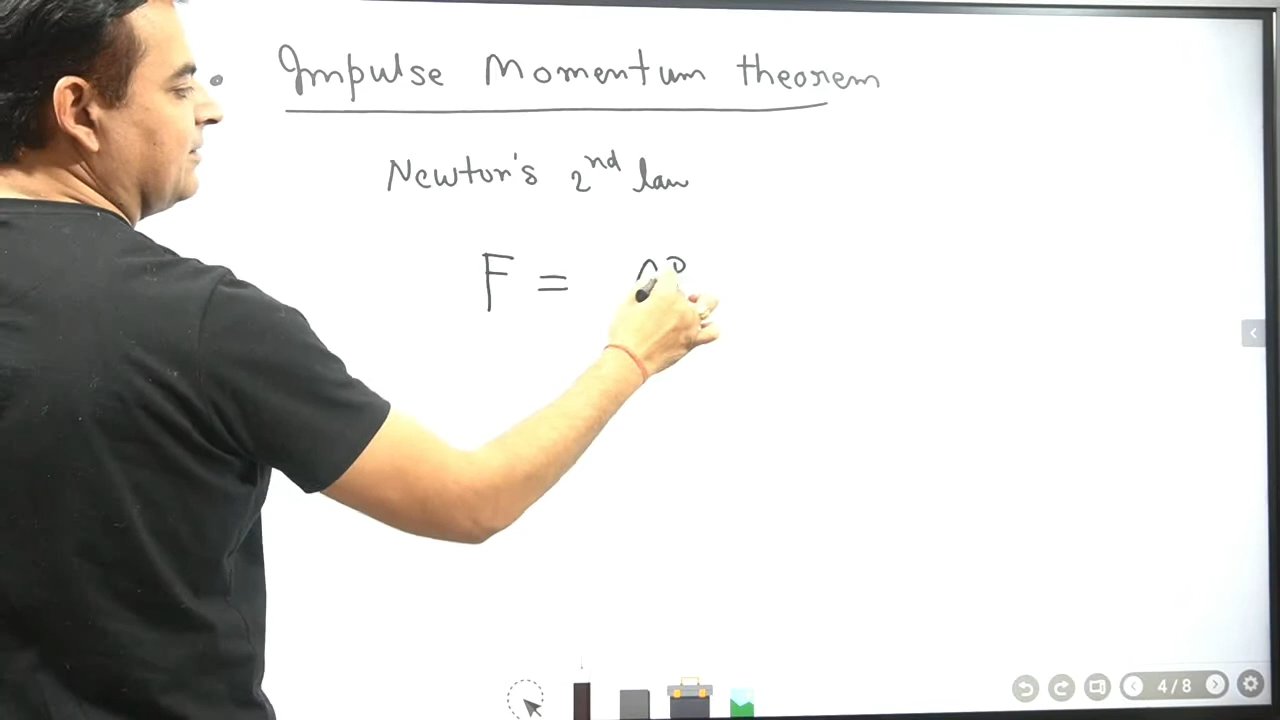 • Impulse Momentum theorem
Newton's 2nd law
F =
4/8